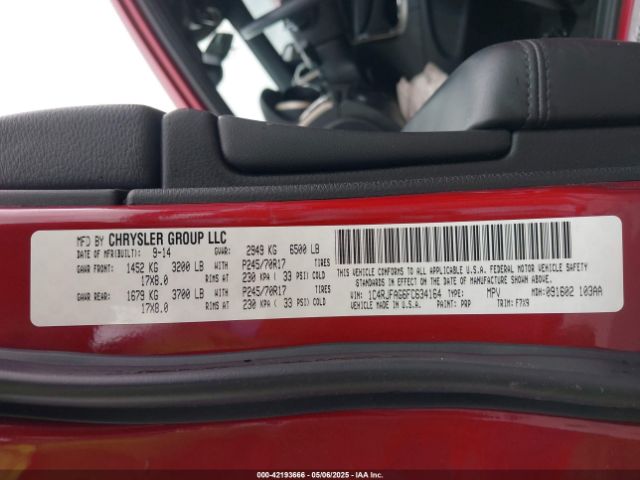 MFD BY CHRYSLER GROUP LLC
DATE OF MFR(BUILT): 9-14 GVWR: 2949 KG 6500 LB
GAWR FRONT: 1452 KG 3200 LB WITH P245/70R17 TIRES
17X8.0 RIMS AT 230 KPA ( 33 PSI) COLD
GAWR REAR: 1679 KG 3700 LB WITH P245/70R17 TIRES
17X8.0 RIMS AT 230 KPA ( 33 PSI) COLD
THIS VEHICLE CONFORMS TO ALL APPLICABLE U.S.A. FEDERAL MOTOR VEHICLE SAFETY
STANDARDS IN EFFECT ON THE DATE OF MANUFACTURE SHOWN ABOVE.
VIN: 1C4RJFAG6FC634164 TYPE: MPV MDH: 091602 103AA
VEHICLE MADE IN U.S.A. PAINT: PRP TRIM: F7X9
000-42193666 - 05/06/2025 - IAAI.COM